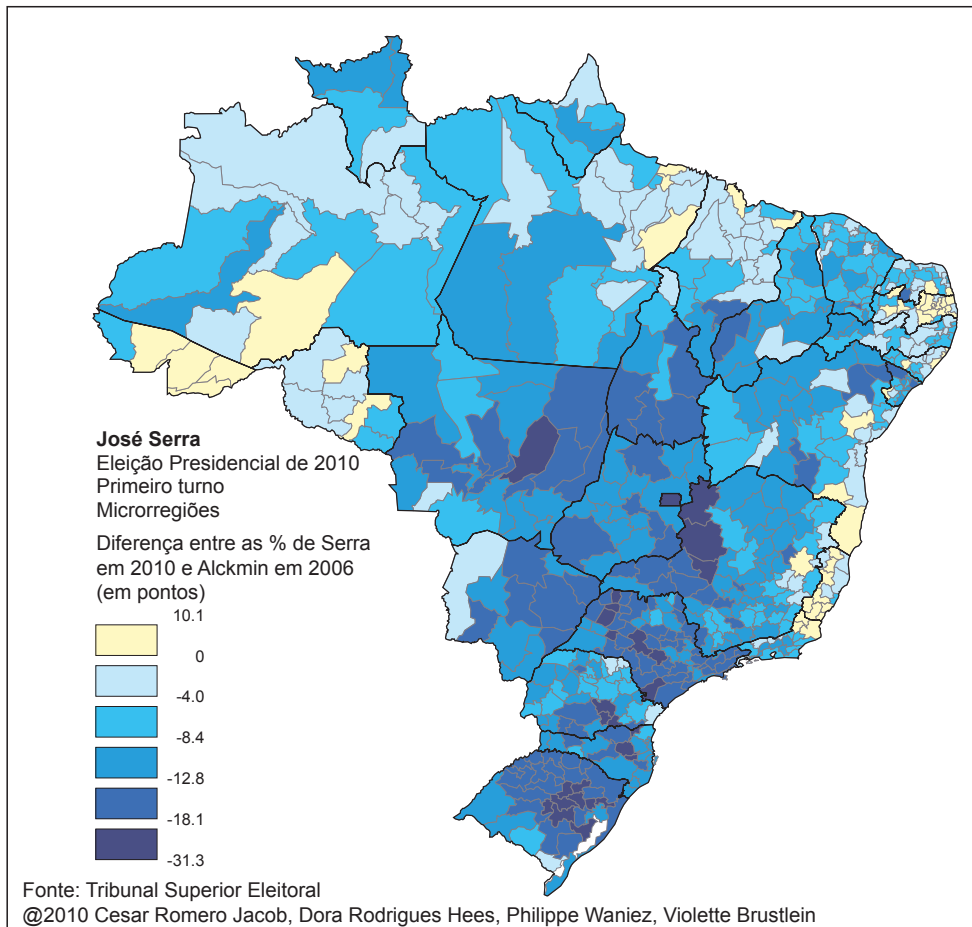 José Serra
Eleição Presidencial de 2010
Primeiro turno
Microrregiões
Diferença entre as % de Serra
em 2010 e Alckmin em 2006
(em pontos)
10.1
0
-4.0
-8.4
-12.8
-18.1
-31.3
Fonte: Tribunal Superior Eleitoral
@2010 Cesar Romero Jacob, Dora Rodrigues Hees, Philippe Waniez, Violette Brustlein